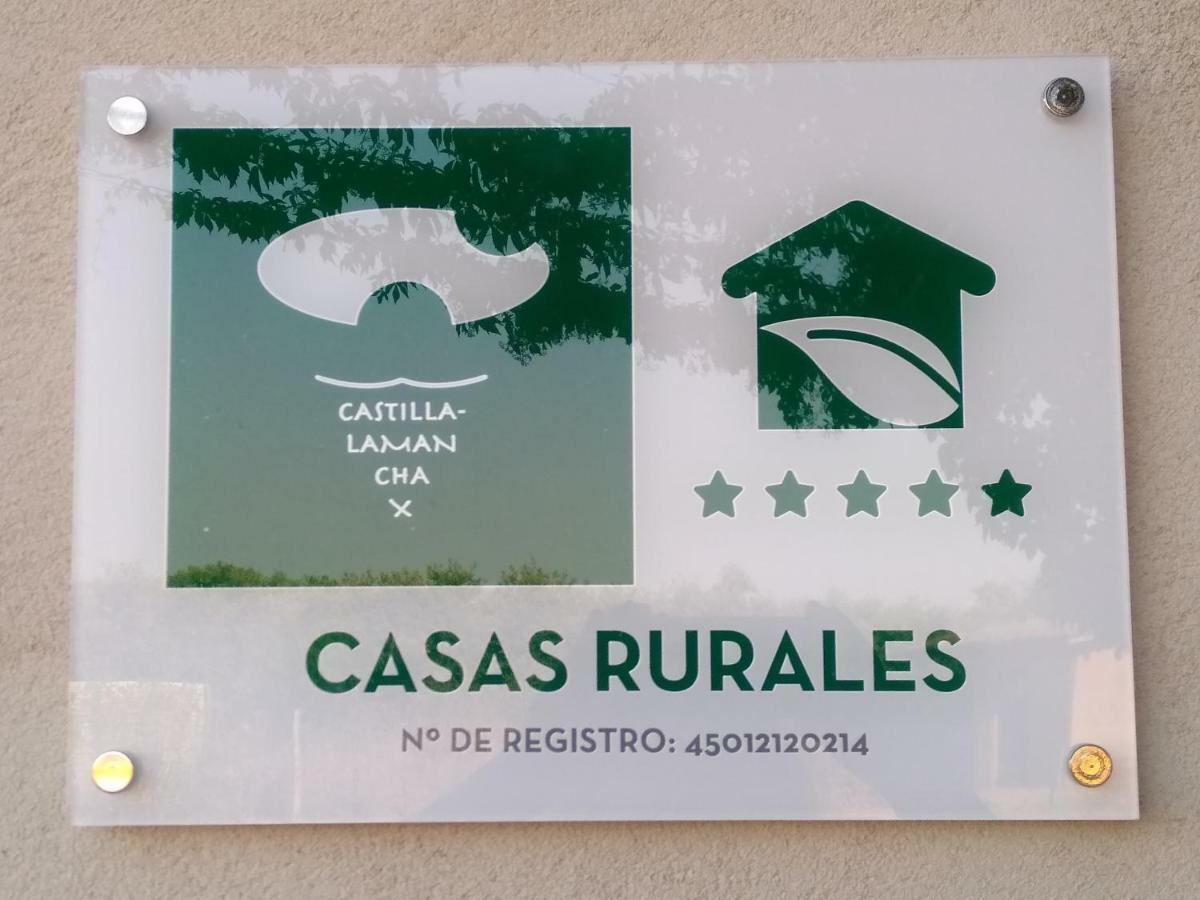 CASTILLA-
LAMAN
CHA
X
CASAS RURALES
Nº DE REGISTRO: 45012120214